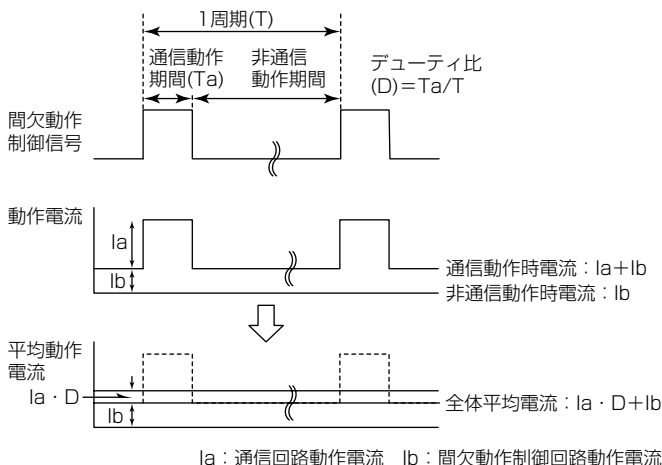 1周期(T)
通信動作
期間(Ta)
非通信
動作期間
デューティ比
(D)=Ta/T
間欠動作
制御信号
動作電流
Ia
Ib
通信動作時電流：Ia+Ib
非通信動作時電流：Ib
平均動作
電流
Ia・D
Ib
全体平均電流：Ia・D+Ib
Ia：通信回路動作電流　Ib：間欠動作制御回路動作電流